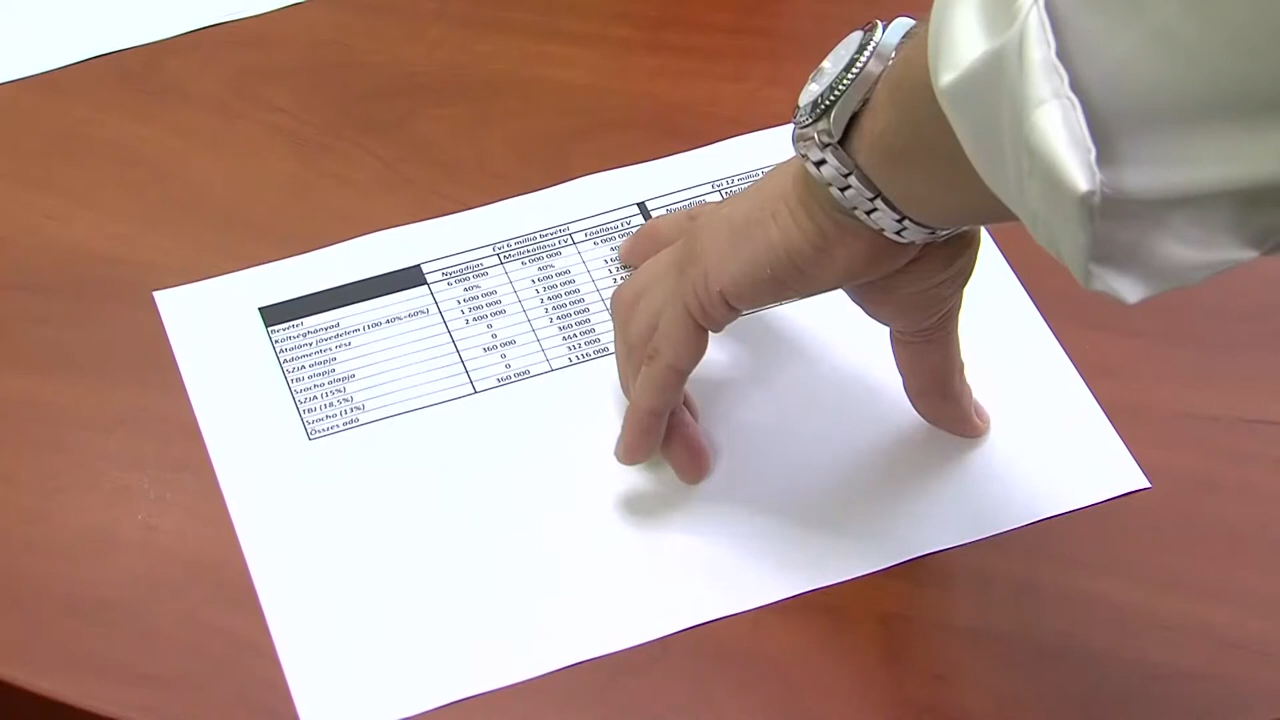 Évi 6 millió bevétel Évi 12 millió be
Nyugdíjas Mellékállású EV Főállású EV Nyugdíjas
Bevétel 6 000 000 6 000 000 6 000 000
Költséghányad 40% 40%
Átalány jövedelem (100-40%=60%) 3 600 000 3 600 000
Adómentes rész 1 200 000 1 200 000
SZJA alapja 2 400 000 2 400 000
TBJ alapja 0 2 400 000
Szocho alapja
SZJA (15%) 360 000 360 000
TBJ (18,5%) 0 444 000
Szocho (13%) 312 000
Összes adó 360 000 1 116 000